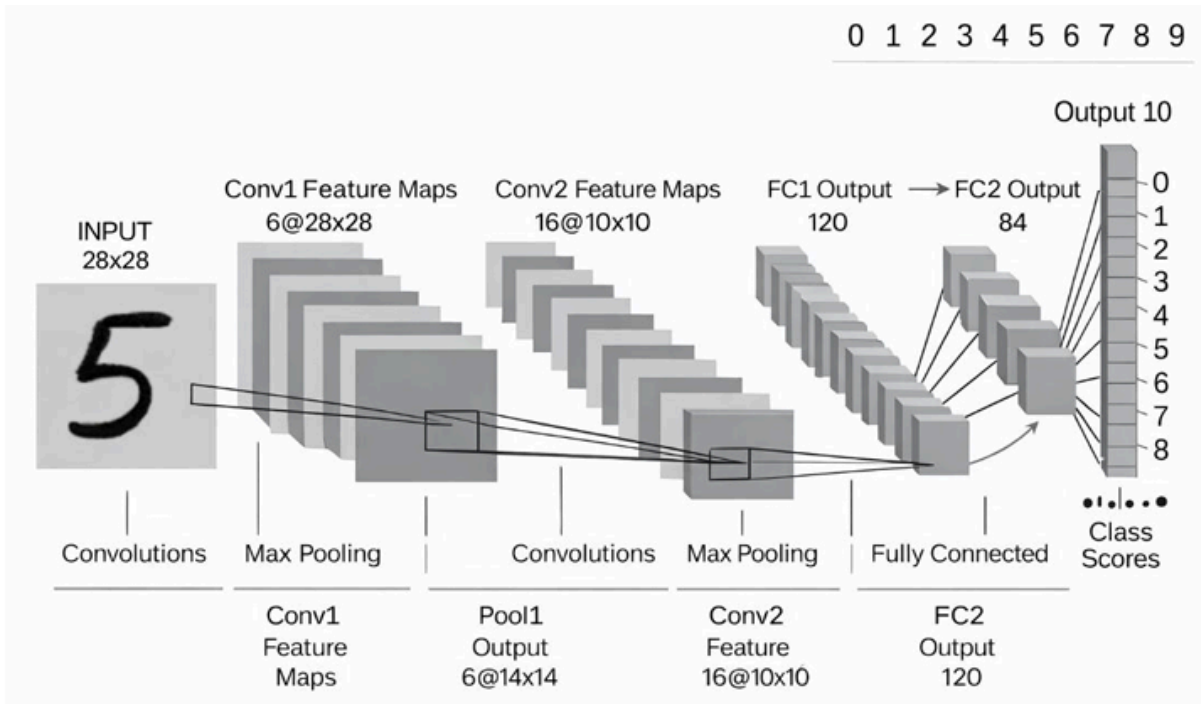 0 1 2 3 4 5 6 7 8 9
Output 10
Conv1 Feature Maps
6@28x28
Conv2 Feature Maps
16@10x10
FC1 Output → FC2 Output
120
84
INPUT
28x28
5
0
1
2
3
4
5
6
7
8
Class
Scores
Convolutions
Max Pooling
Convolutions
Max Pooling
Fully Connected
Conv1
Feature
Maps
Pool1
Output
6@14x14
Conv2
Feature
16@10x10
FC2
Output
120